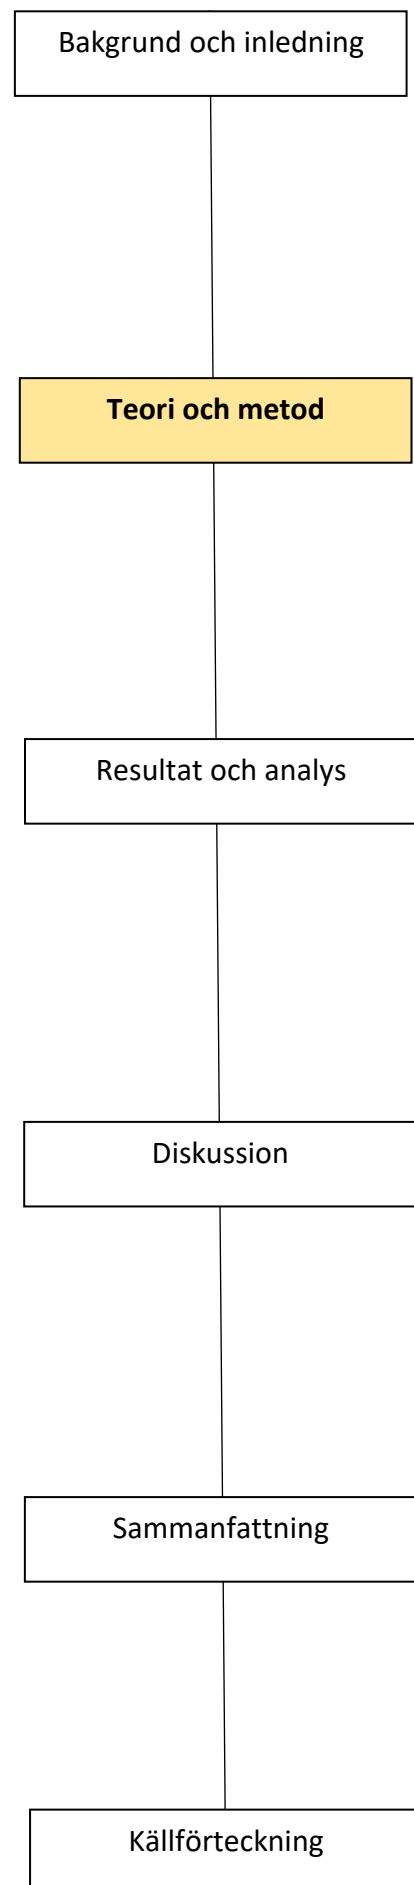 Bakgrund och inledning
Teori och metod
Resultat och analys
Diskussion
Sammanfattning
Källförteckning